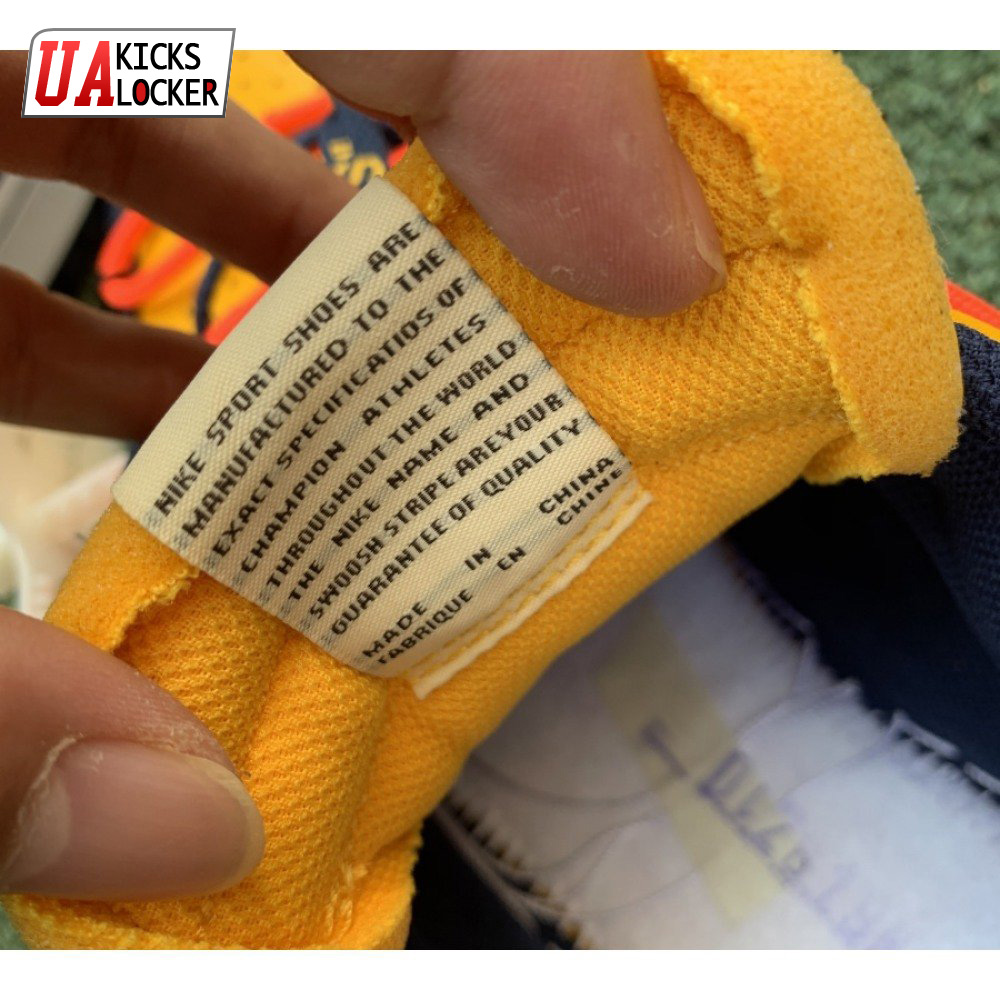 UA KICKS
LOCKER
NIKE SPORT SHOES ARE
MANUFACTURED TO THE
EXACT SPECIFICATIOS OF
CHAMPION ATHLETES
THROUGHOUT THE WORLD
THE NIKE NAME AND
SWOOSH STRIPE AREYOUR
GUARANTEE OF QUALITY
MADE IN CHINA
FABRIQUE EN CHINE